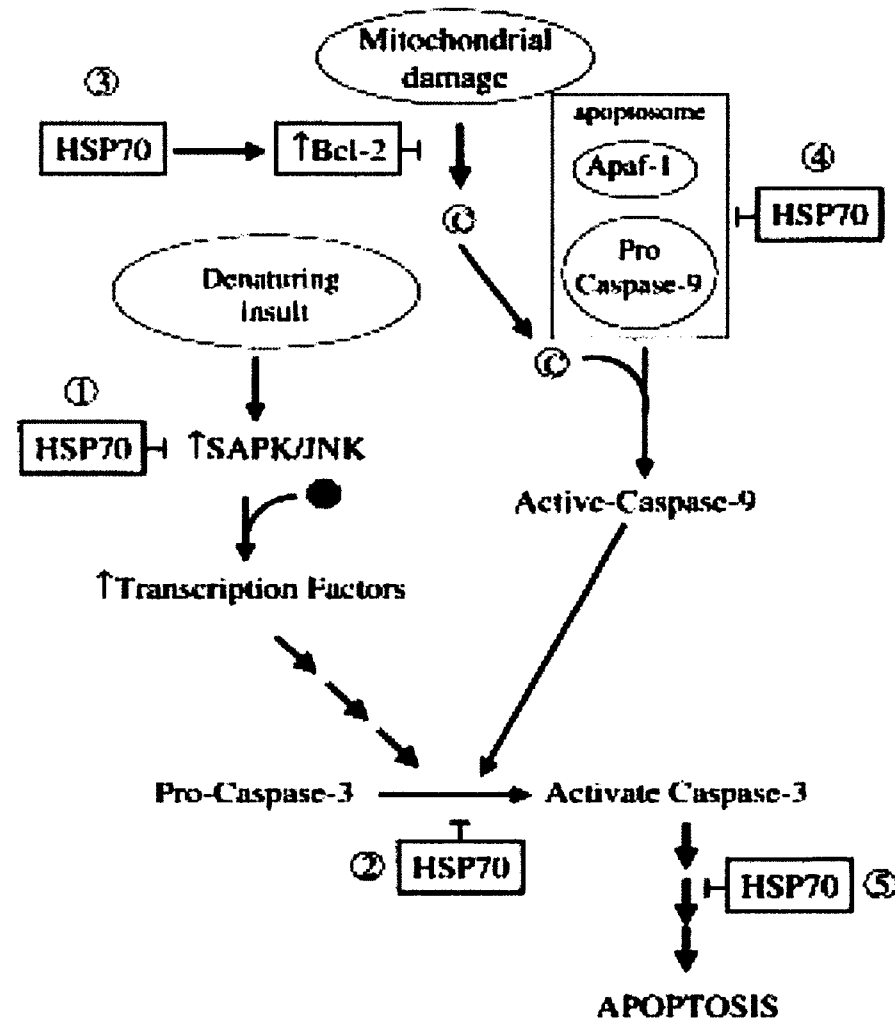 Mitochondrial
damage
③
HSP70
↑Bcl-2
apoptosome
Apaf-1
④
HSP70
Pro
Caspase-9
C
Denaturing
insult
C
①
HSP70
↑SAPK/JNK
Active-Caspase-9
↑Transcription Factors
Pro-Caspase-3
Activate Caspase-3
②
HSP70
HSP70
⑤
APOPTOSIS